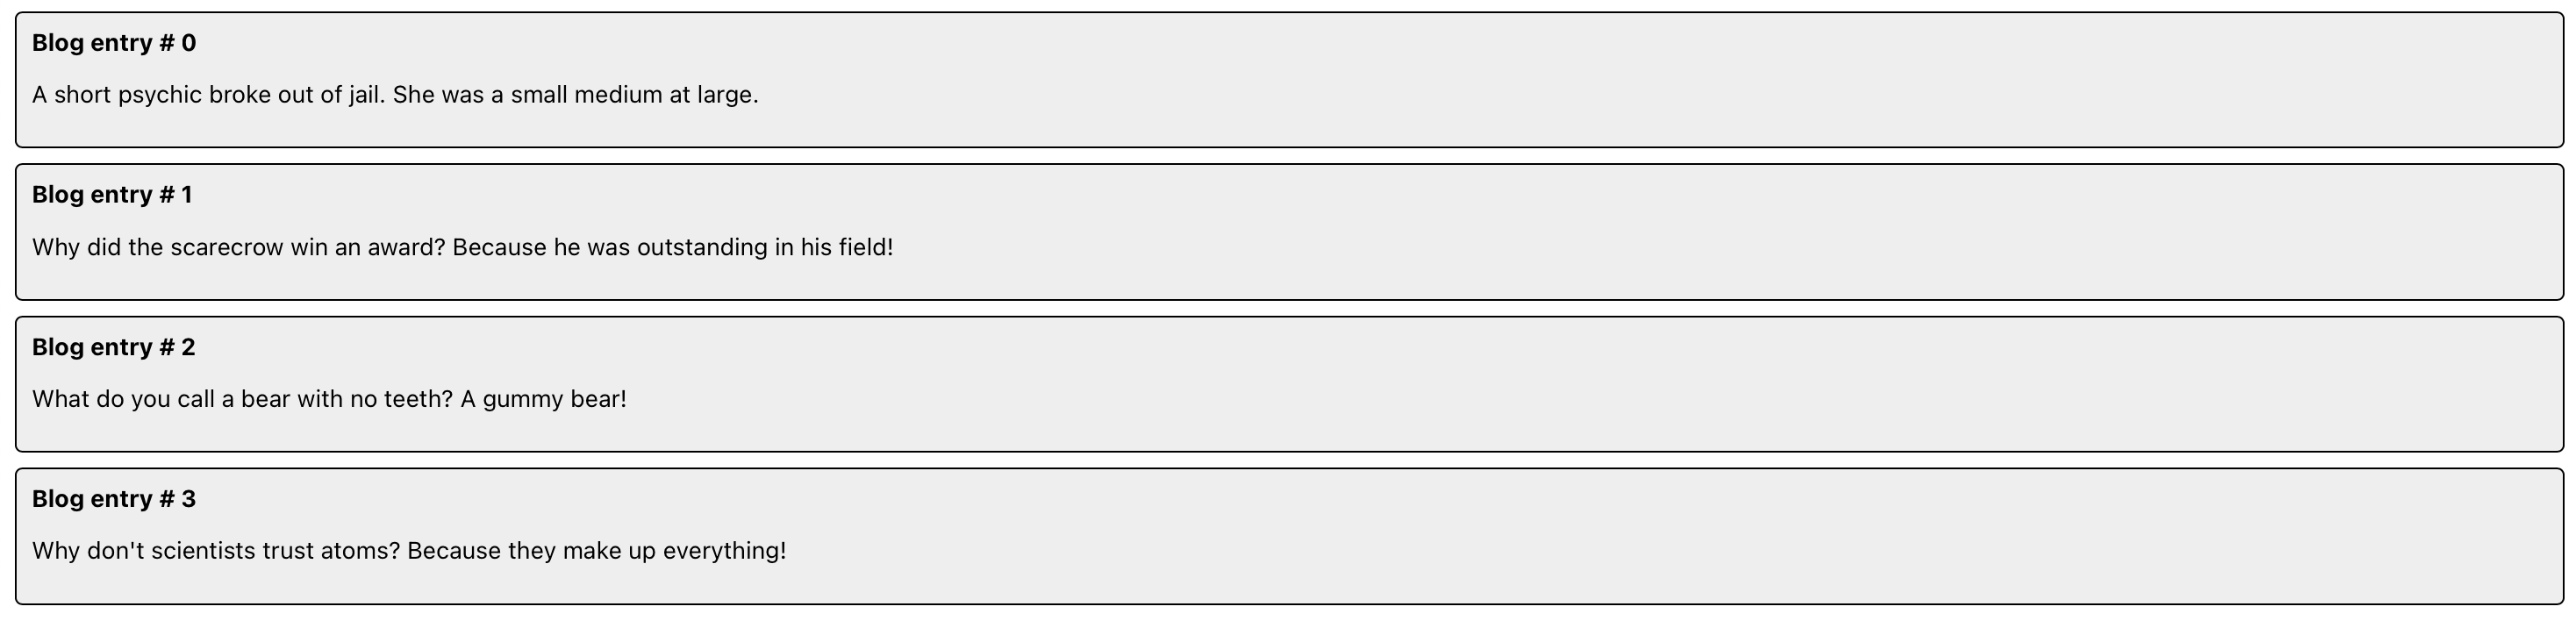 Blog entry # 0
A short psychic broke out of jail. She was a small medium at large.
Blog entry # 1
Why did the scarecrow win an award? Because he was outstanding in his field!
Blog entry # 2
What do you call a bear with no teeth? A gummy bear!
Blog entry # 3
Why don't scientists trust atoms? Because they make up everything!